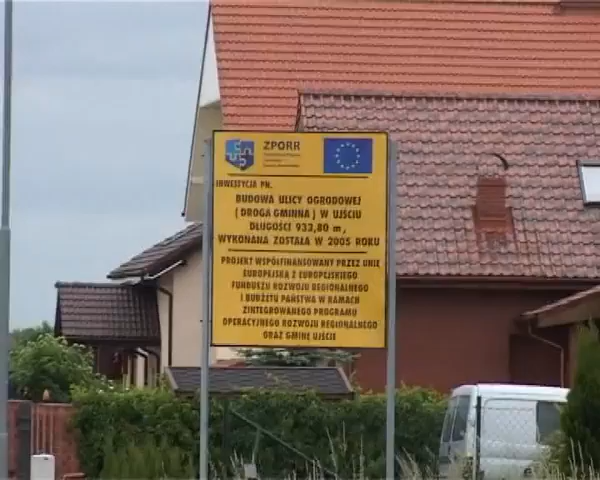 ZPORR
INWESTYCJA PN.
BUDOWA ULICY OGRODOWEJ
( DROGA GMINNA ) W UJŚCIU
DŁUGOŚCI 933,80 m,
WYKONANA ZOSTAŁA W 2005 ROKU
PROJEKT WSPÓŁFINANSOWANY PRZEZ UNIĘ
EUROPEJSKĄ Z EUROPEJSKIEGO
FUNDUSZU ROZWOJU REGIONALNEGO
I BUDŻETU PAŃSTWA W RAMACH
ZINTEGROWANEGO PROGRAMU
OPERACYJNEGO ROZWOJU REGIONALNEGO
ORAZ GMINĘ UJŚCIE